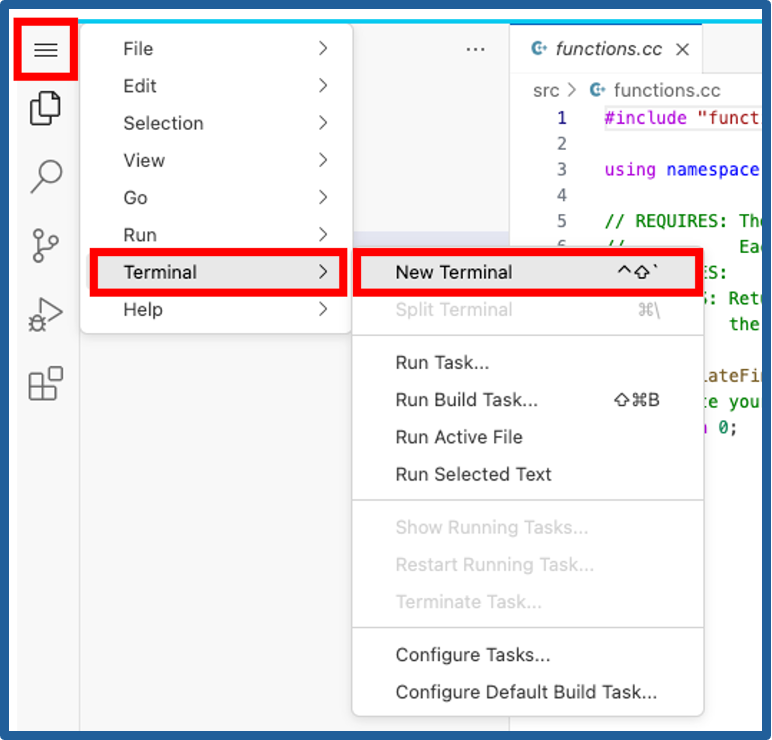 File
Edit
Selection
View
Go
Run
Terminal
Help
New Terminal ^⇧`
Split Terminal ⌘\
Run Task...
Run Build Task... ⇧⌘B
Run Active File
Run Selected Text
Show Running Tasks...
Restart Running Task...
Terminate Task...
Configure Tasks...
Configure Default Build Task...
...
functions.cc ×
src > functions.cc
1 #include "funct
2
3 using namespace
4
5 // REQUIRES: The
6 // Ea
ES:
S: Retu
the
lateFi
te you
0;